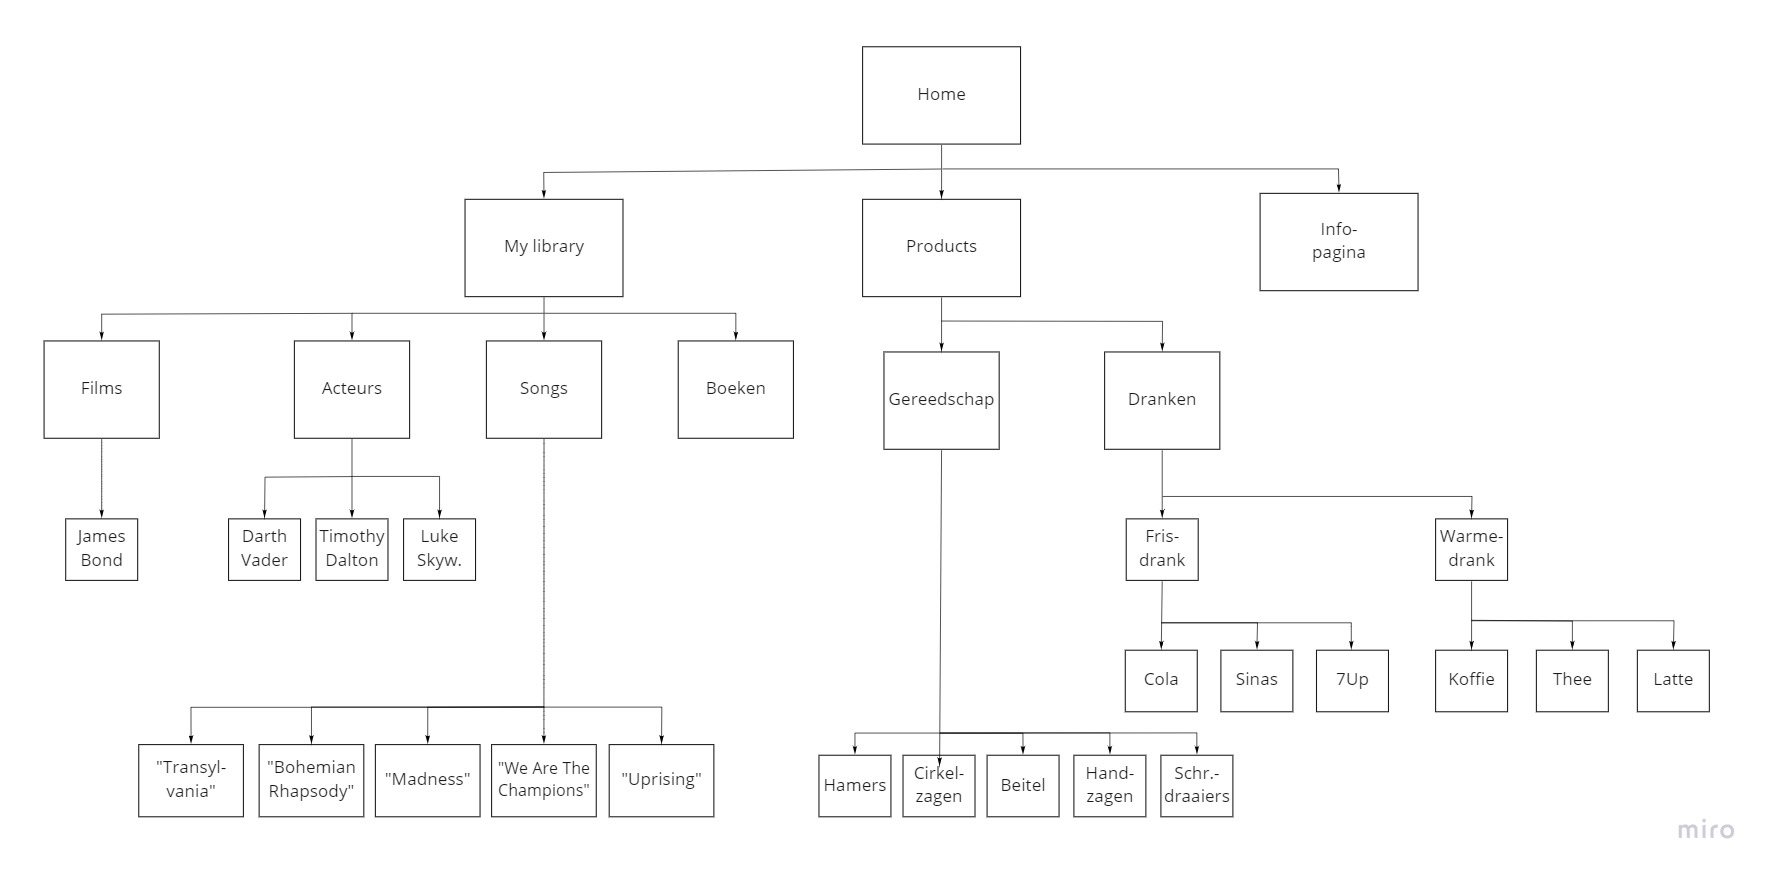 Home
My library
Products
Info-
pagina
Films
Acteurs
Songs
Boeken
Gereedschap
Dranken
James
Bond
Darth
Vader
Timothy
Dalton
Luke
Skyw.
Fris-
drank
Warme-
drank
Cola
Sinas
7Up
Koffie
Thee
Latte
"Transyl-
vania"
"Bohemian
Rhapsody"
"Madness"
"We Are The
Champions"
"Uprising"
Hamers
Cirkel-
zagen
Beitel
Hand-
zagen
Schr.-
draaiers
miro